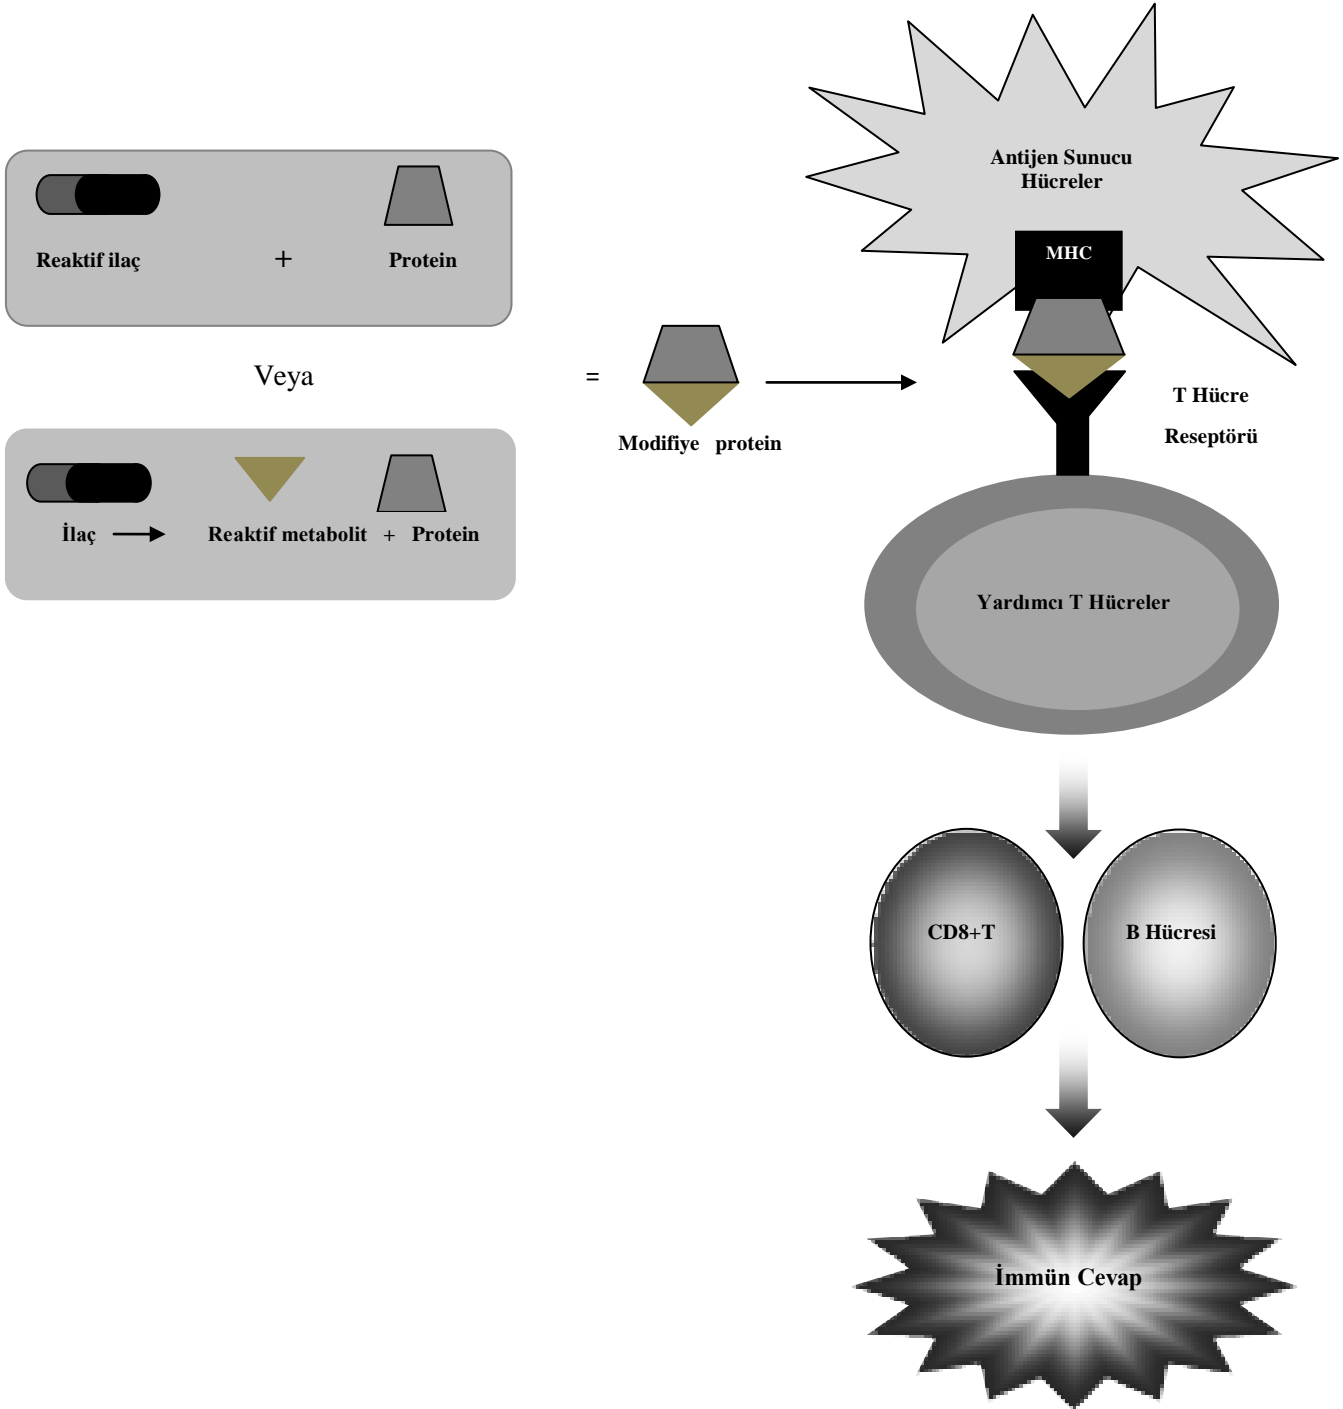 Reaktif ilaç + Protein
Veya
İlaç Reaktif metabolit + Protein
=
Modifiye protein
Antijen Sunucu
Hücreler
MHC
T Hücre
Reseptörü
Yardımcı T Hücreler
CD8+T
B Hücresi
İmmün Cevap